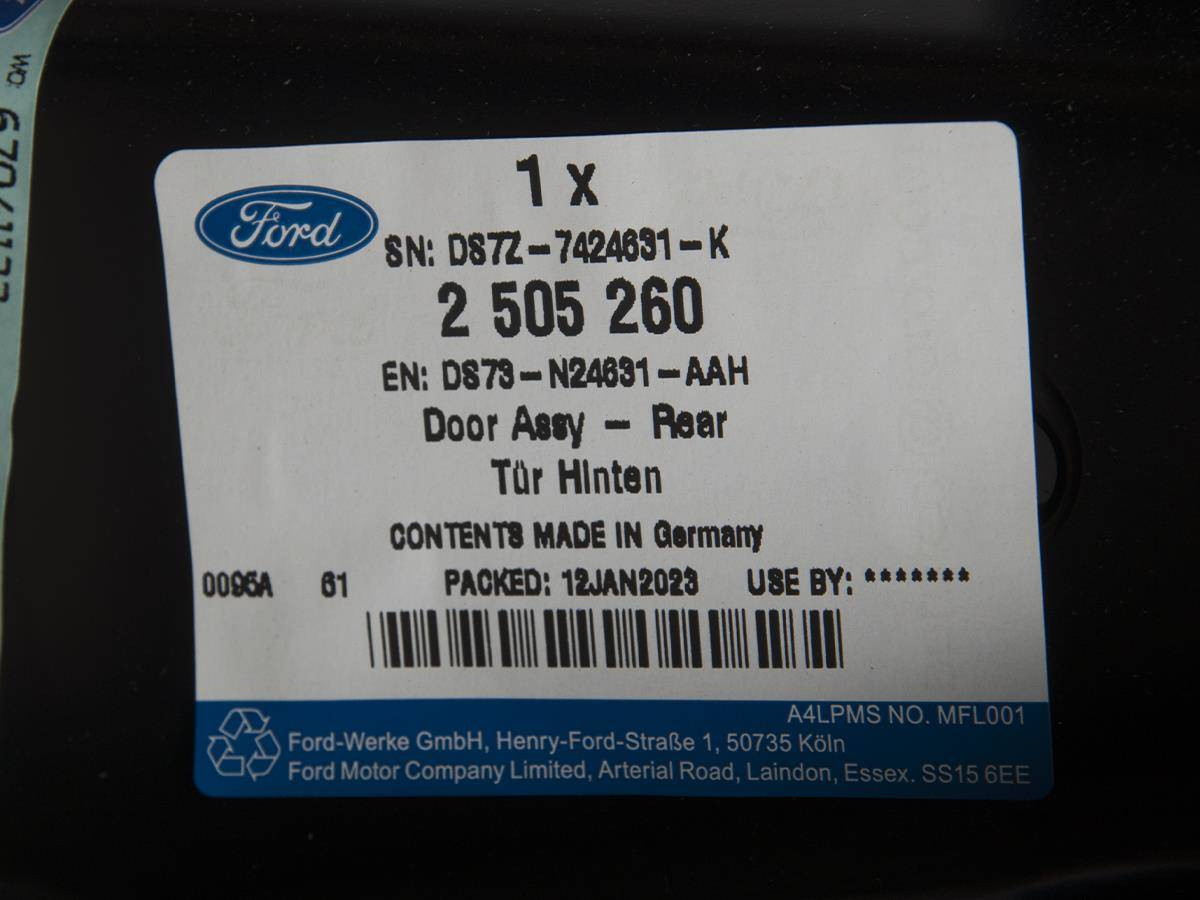 1 x
Ford
SN: DS7Z-7424631-K
2 505 260
EN: DS73-N24631-AAH
Door Assy - Rear
Tür Hinten
CONTENTS MADE IN Germany
0095A 61 PACKED: 12JAN2023 USE BY: *******
A4LPMS NO. MFL001
Ford-Werke GmbH, Henry-Ford-Straße 1, 50735 Köln
Ford Motor Company Limited, Arterial Road, Laindon, Essex. SS15 6EE